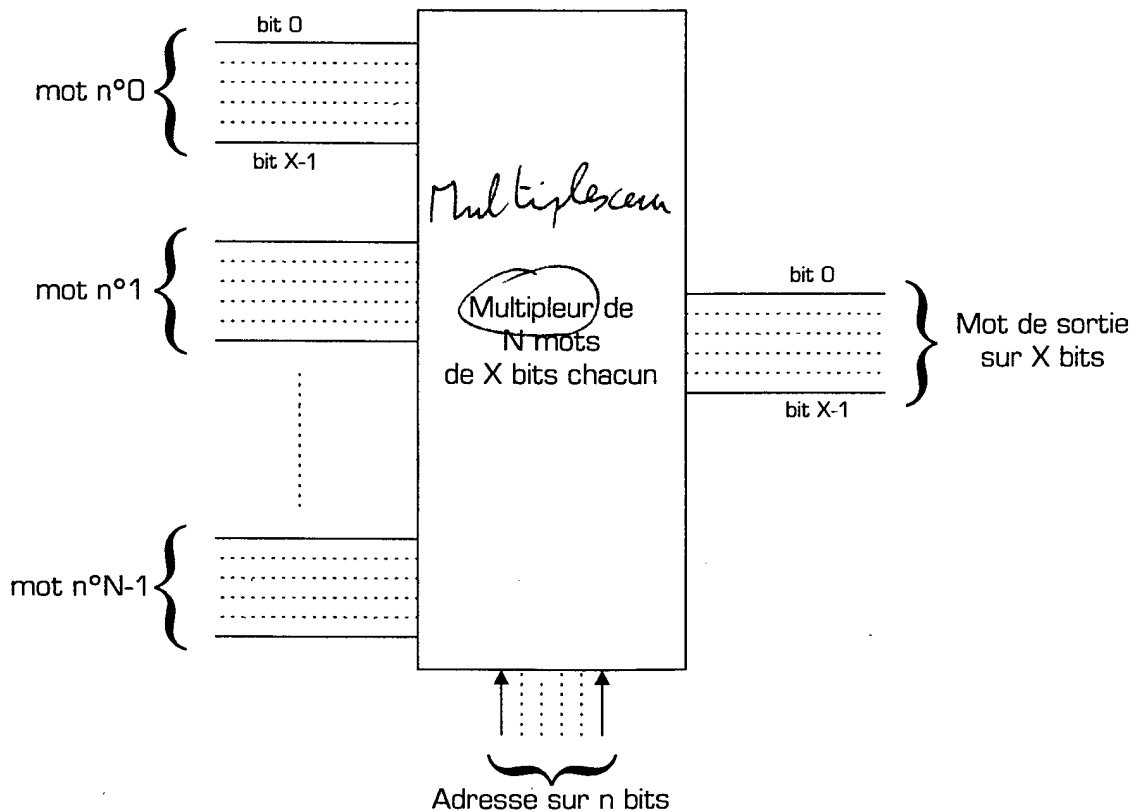 bit 0
mot n°0
bit X-1
Multiplexeur
mot n°1
Multipleur de
N mots
de X bits chacun
bit 0
Mot de sortie
sur X bits
bit X-1
mot n°N-1
Adresse sur n bits